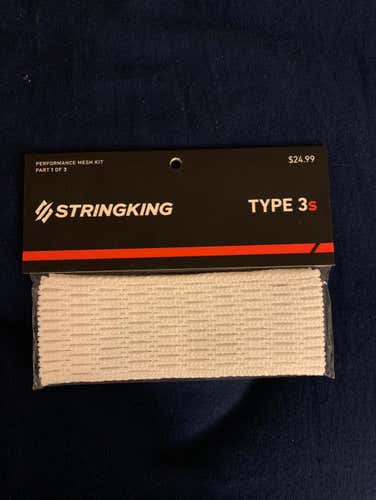 PERFORMANCE MESH KIT
PART 1 OF 3
$24.99
STRINGKING
TYPE 3s